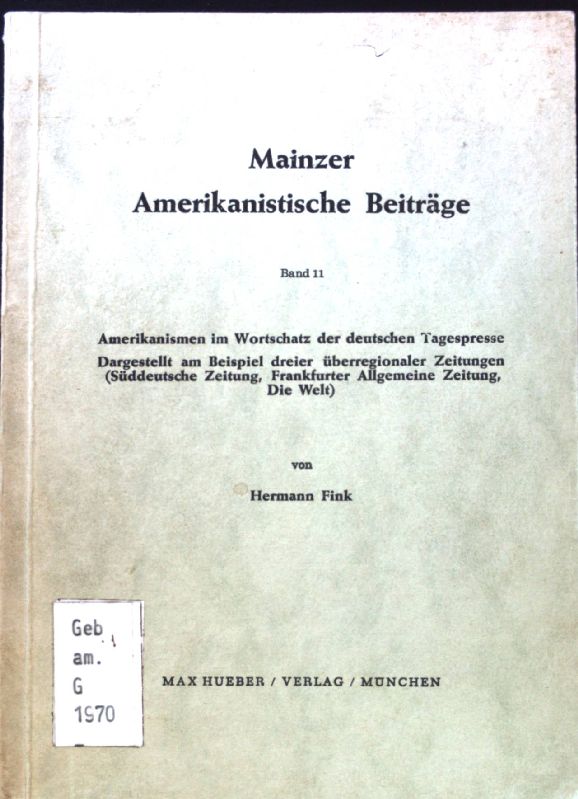 Mainzer
Amerikanistische Beiträge
Band 11
Amerikanismen im Wortschatz der deutschen Tagespresse
Dargestellt am Beispiel dreier überregionaler Zeitungen
(Süddeutsche Zeitung, Frankfurter Allgemeine Zeitung,
Die Welt)
von
Hermann Fink
Geb
am.
G
1970
MAX HUEBER / VERLAG / MÜNCHEN